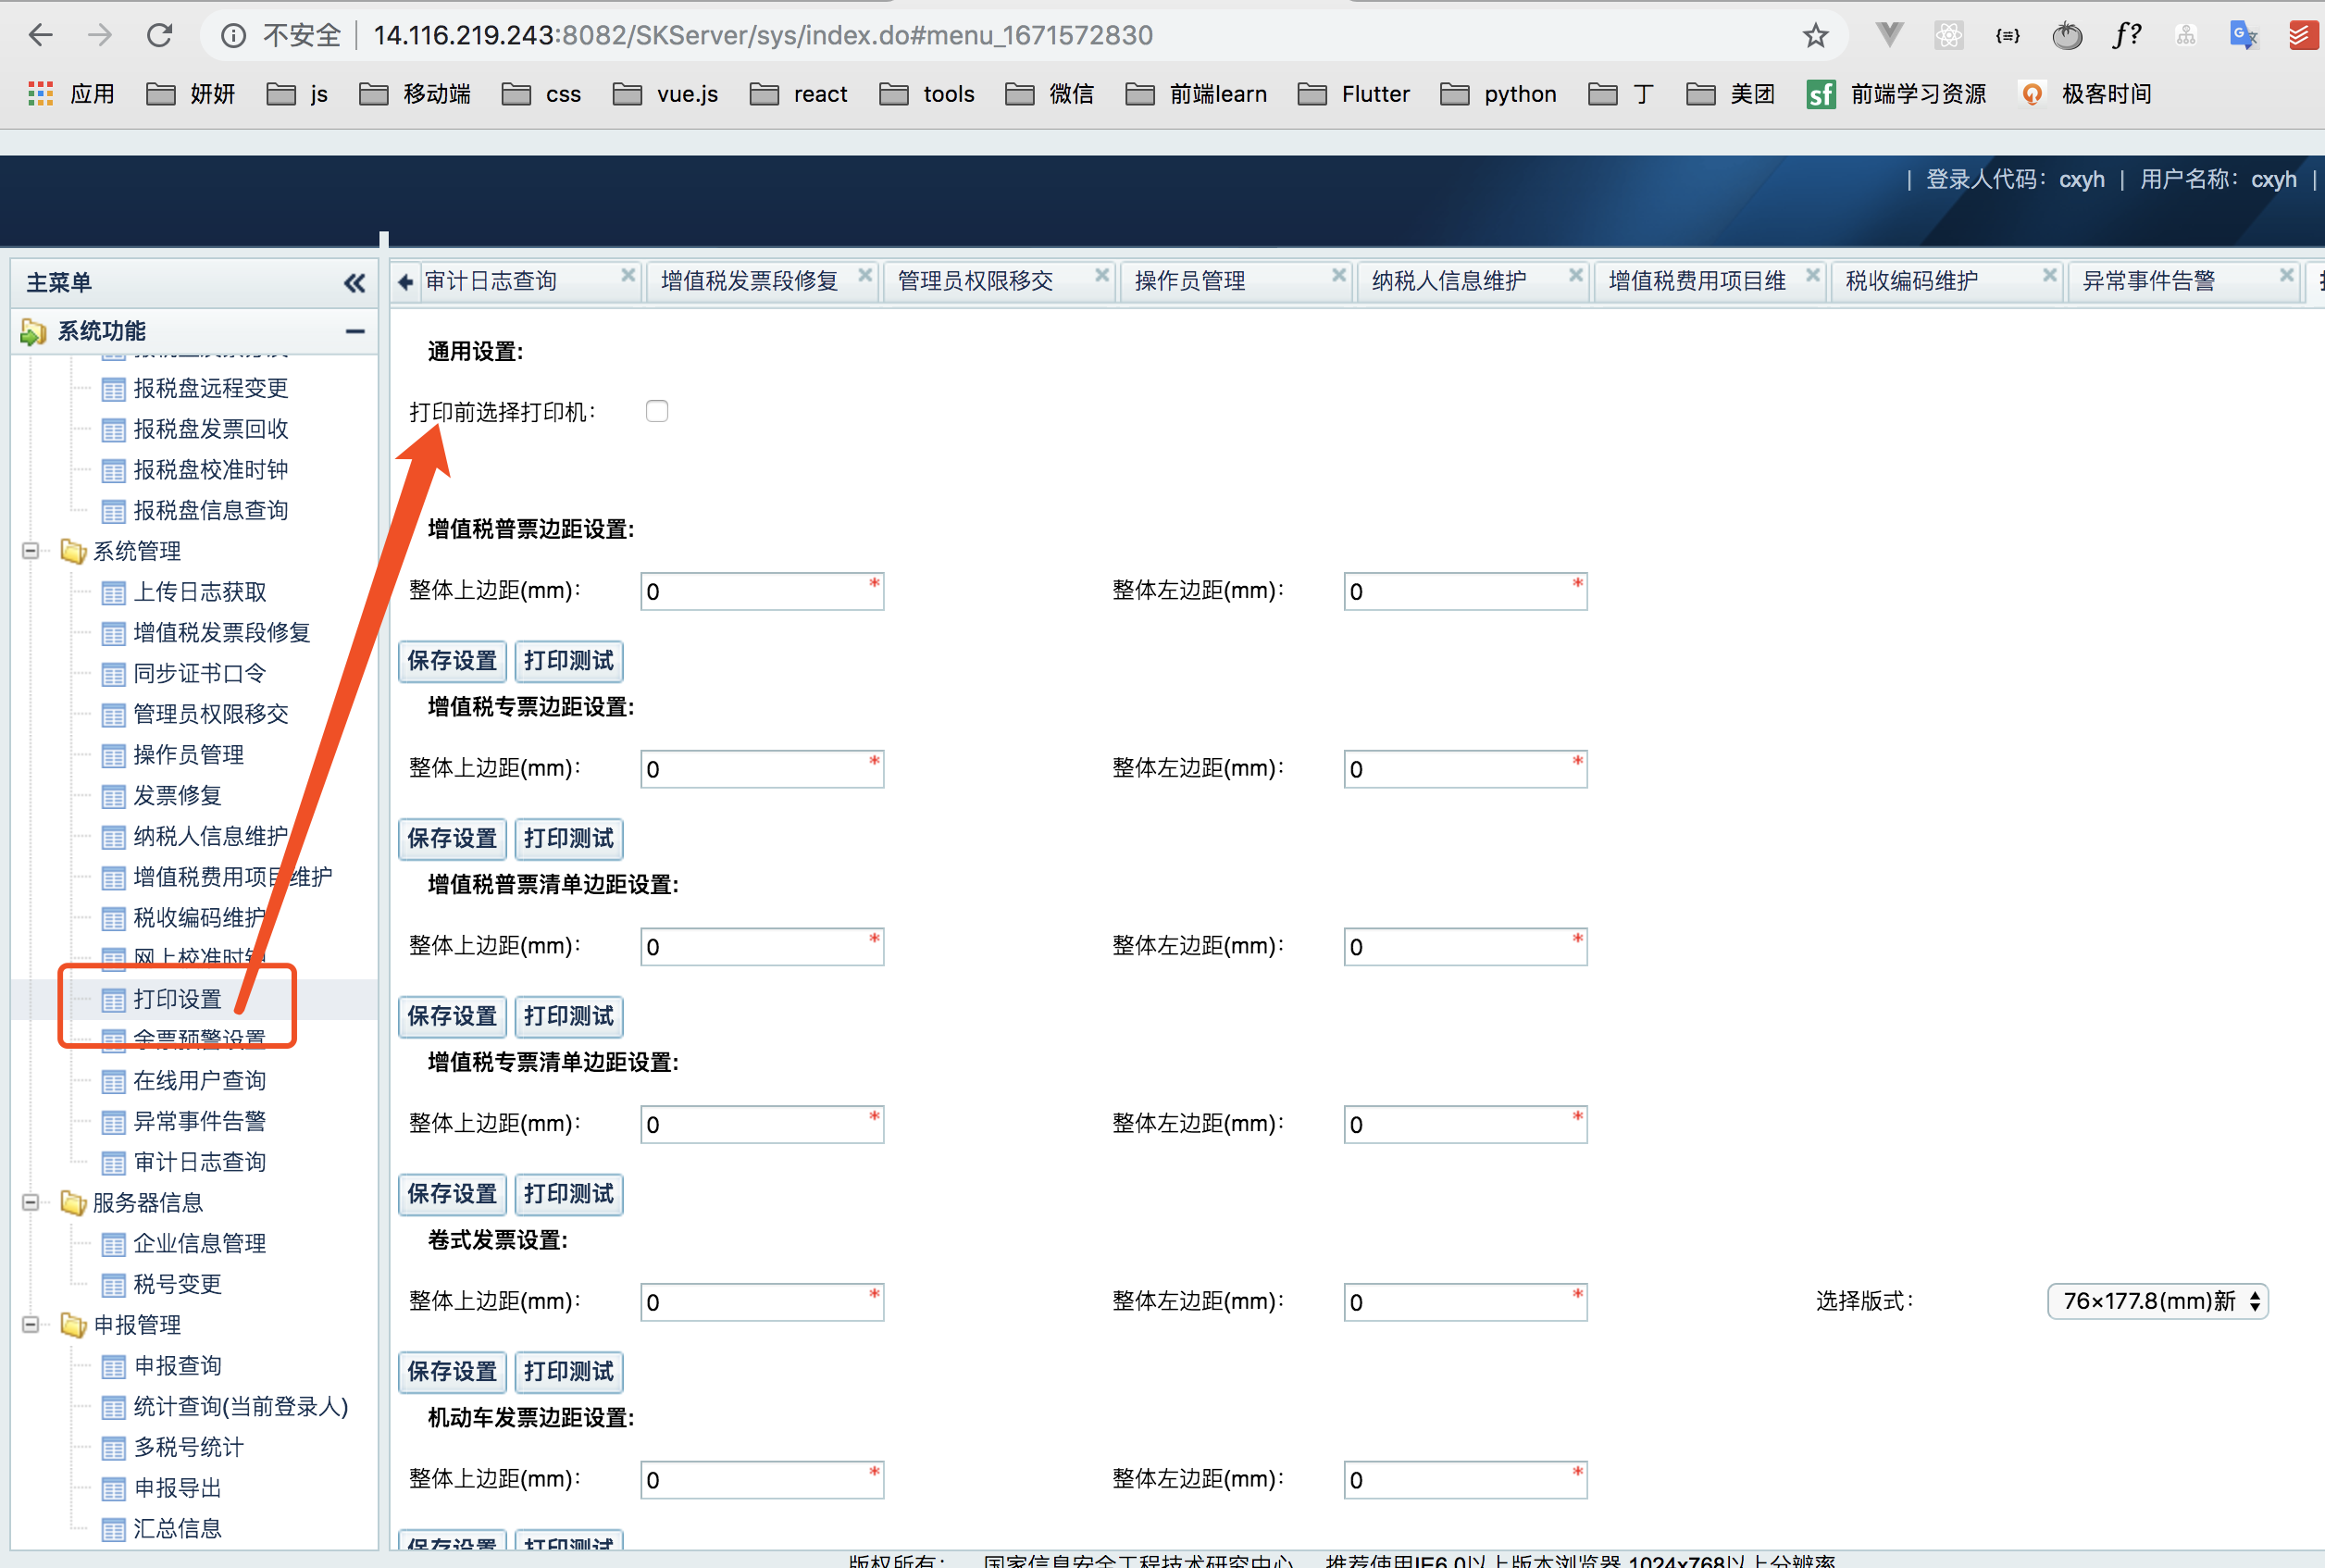 不安全 14.116.219.243:8082/SKServer/sys/index.do#menu_1671572830
应用 妍妍 js 移动端 css vue.js react tools 微信 前端learn Flutter python 丁 美团 sf 前端学习资源 极客时间
| 登录人代码: cxyh | 用户名称: cxyh |
主菜单
审计日志查询 增值税发票段修复 管理员权限移交 操作员管理 纳税人信息维护 增值税费用项目维 税收编码维护 异常事件告警
系统功能
报税盘远程变更
报税盘发票回收
报税盘校准时钟
报税盘信息查询
系统管理
上传日志获取
增值税发票段修复
同步证书口令
管理员权限移交
操作员管理
发票修复
纳税人信息维护
增值税费用项目维护
税收编码维护
网上校准时钟
打印设置
余票预警设置
在线用户查询
异常事件告警
审计日志查询
服务器信息
企业信息管理
税号变更
申报管理
申报查询
统计查询(当前登录人)
多税号统计
申报导出
汇总信息
通用设置:
打印前选择打印机:
增值税普票边距设置:
整体上边距(mm): 0 * 整体左边距(mm): 0 *
保存设置 打印测试
增值税专票边距设置:
整体上边距(mm): 0 * 整体左边距(mm): 0 *
保存设置 打印测试
增值税普票清单边距设置:
整体上边距(mm): 0 * 整体左边距(mm): 0 *
保存设置 打印测试
增值税专票清单边距设置:
整体上边距(mm): 0 * 整体左边距(mm): 0 *
保存设置 打印测试
卷式发票设置:
整体上边距(mm): 0 * 整体左边距(mm): 0 * 选择版式: 76×177.8(mm)新
保存设置 打印测试
机动车发票边距设置:
整体上边距(mm): 0 * 整体左边距(mm): 0 *
保存设置 打印测试
版权所有: 国家信息安全工程技术研究中心 推荐使用IE6.0以上版本浏览器,1024x768以上分辨率